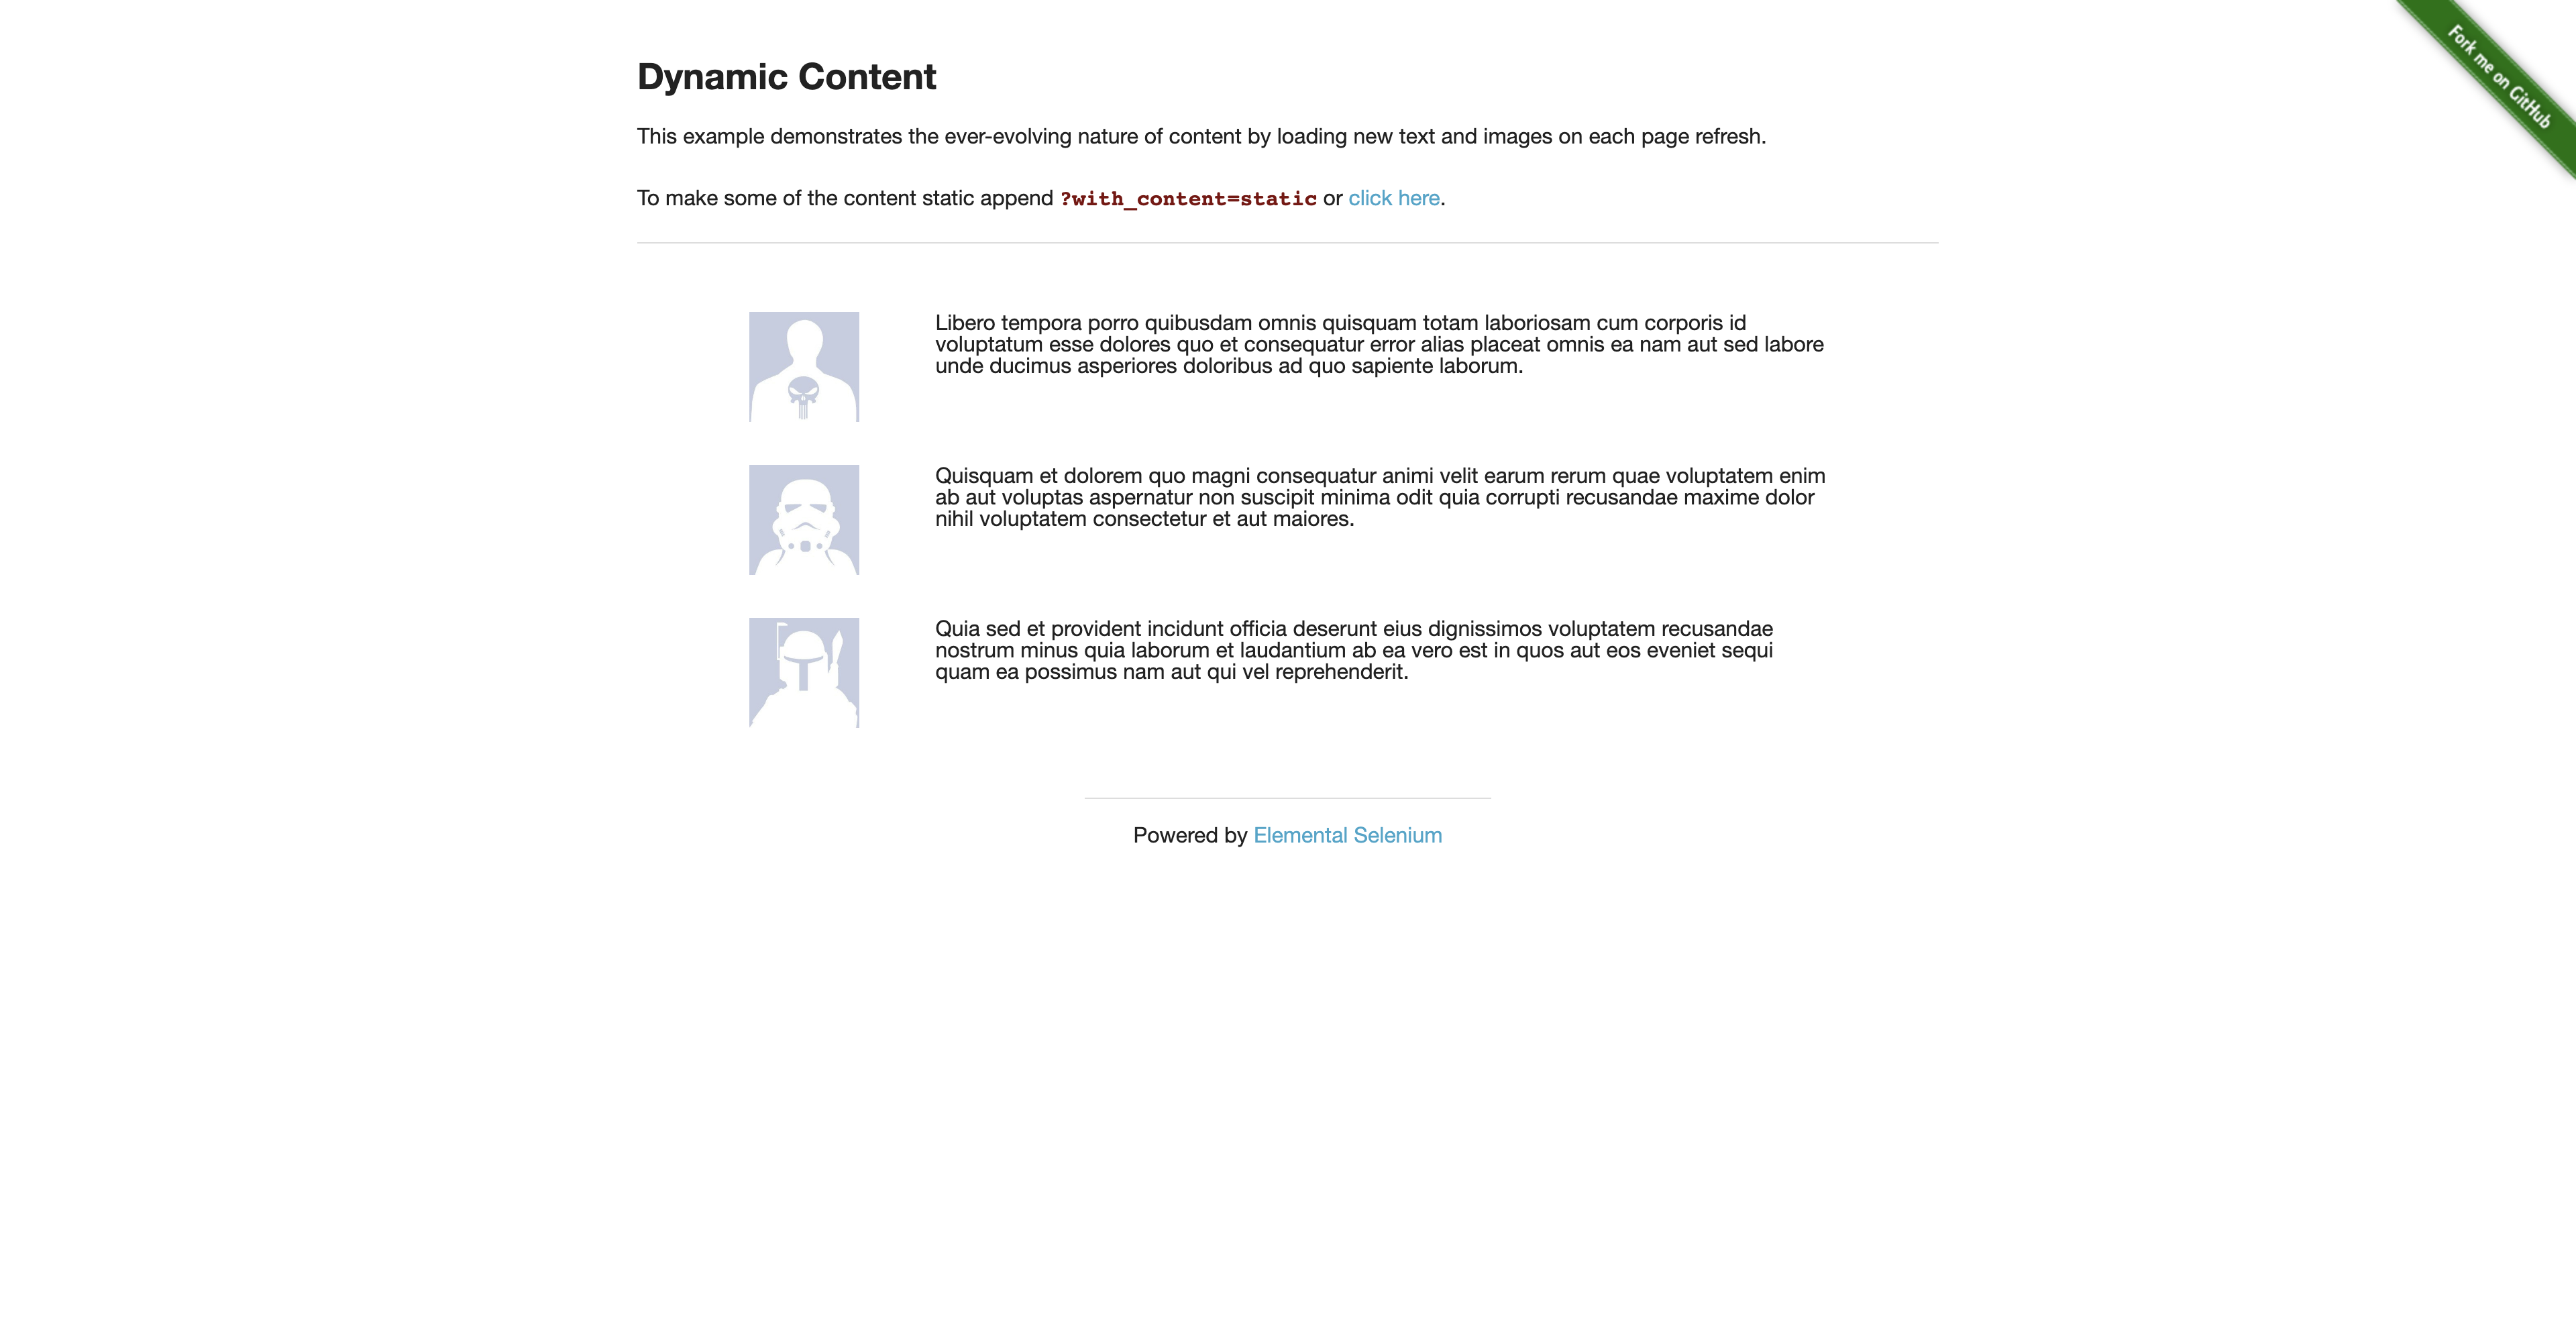 Fork me on GitHub
Dynamic Content
This example demonstrates the ever-evolving nature of content by loading new text and images on each page refresh.
To make some of the content static append ?with_content=static or click here.
Libero tempora porro quibusdam omnis quisquam totam laboriosam cum corporis id
voluptatum esse dolores quo et consequatur error alias placeat omnis ea nam aut sed labore
unde ducimus asperiores doloribus ad quo sapiente laborum.
Quisquam et dolorem quo magni consequatur animi velit earum rerum quae voluptatem enim
ab aut voluptas aspernatur non suscipit minima odit quia corrupti recusandae maxime dolor
nihil voluptatem consectetur et aut maiores.
Quia sed et provident incidunt officia deserunt eius dignissimos voluptatem recusandae
nostrum minus quia laborum et laudantium ab ea vero est in quos aut eos eveniet sequi
quam ea possimus nam aut qui vel reprehenderit.
Powered by Elemental Selenium